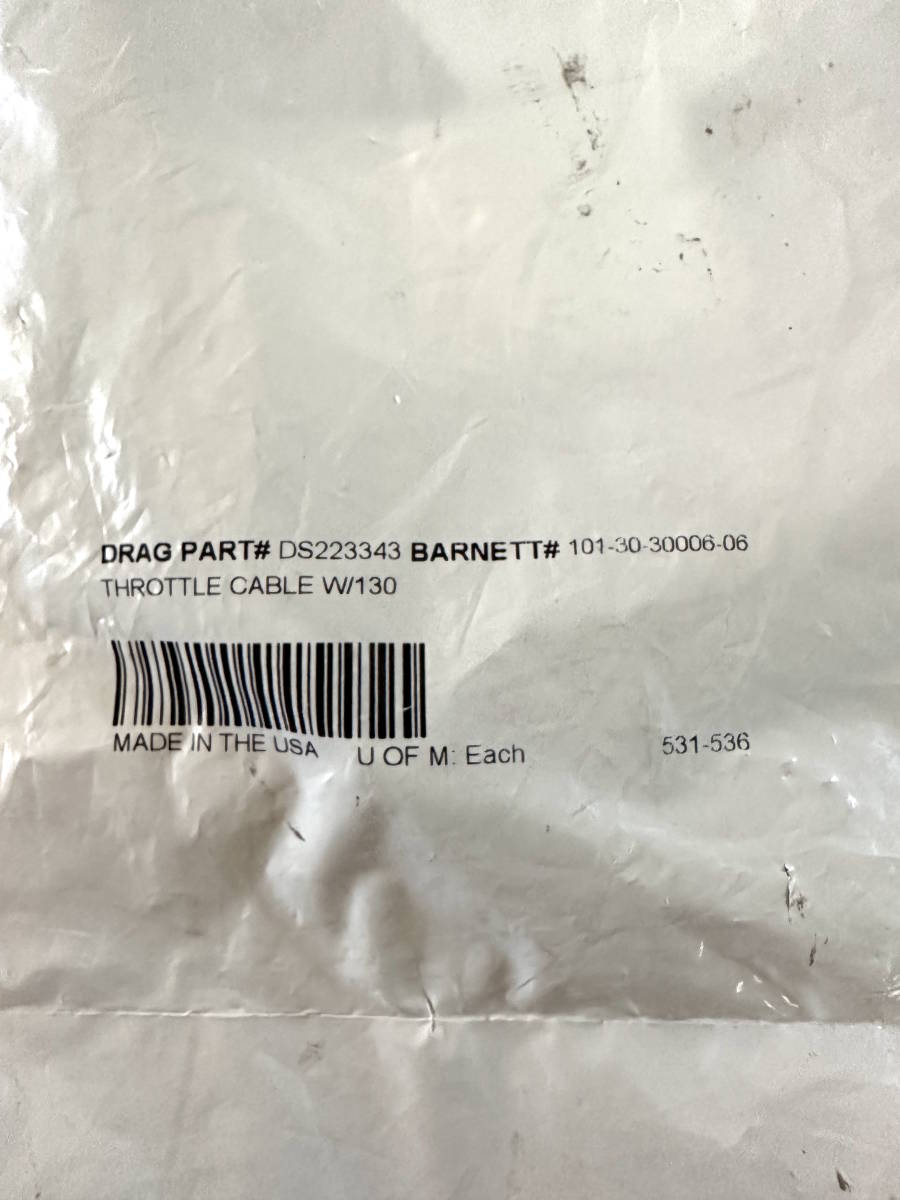 DRAG PART# DS223343 BARNETT# 101-30-30006-06
THROTTLE CABLE W/130
MADE IN THE USA U OF M: Each 531-536